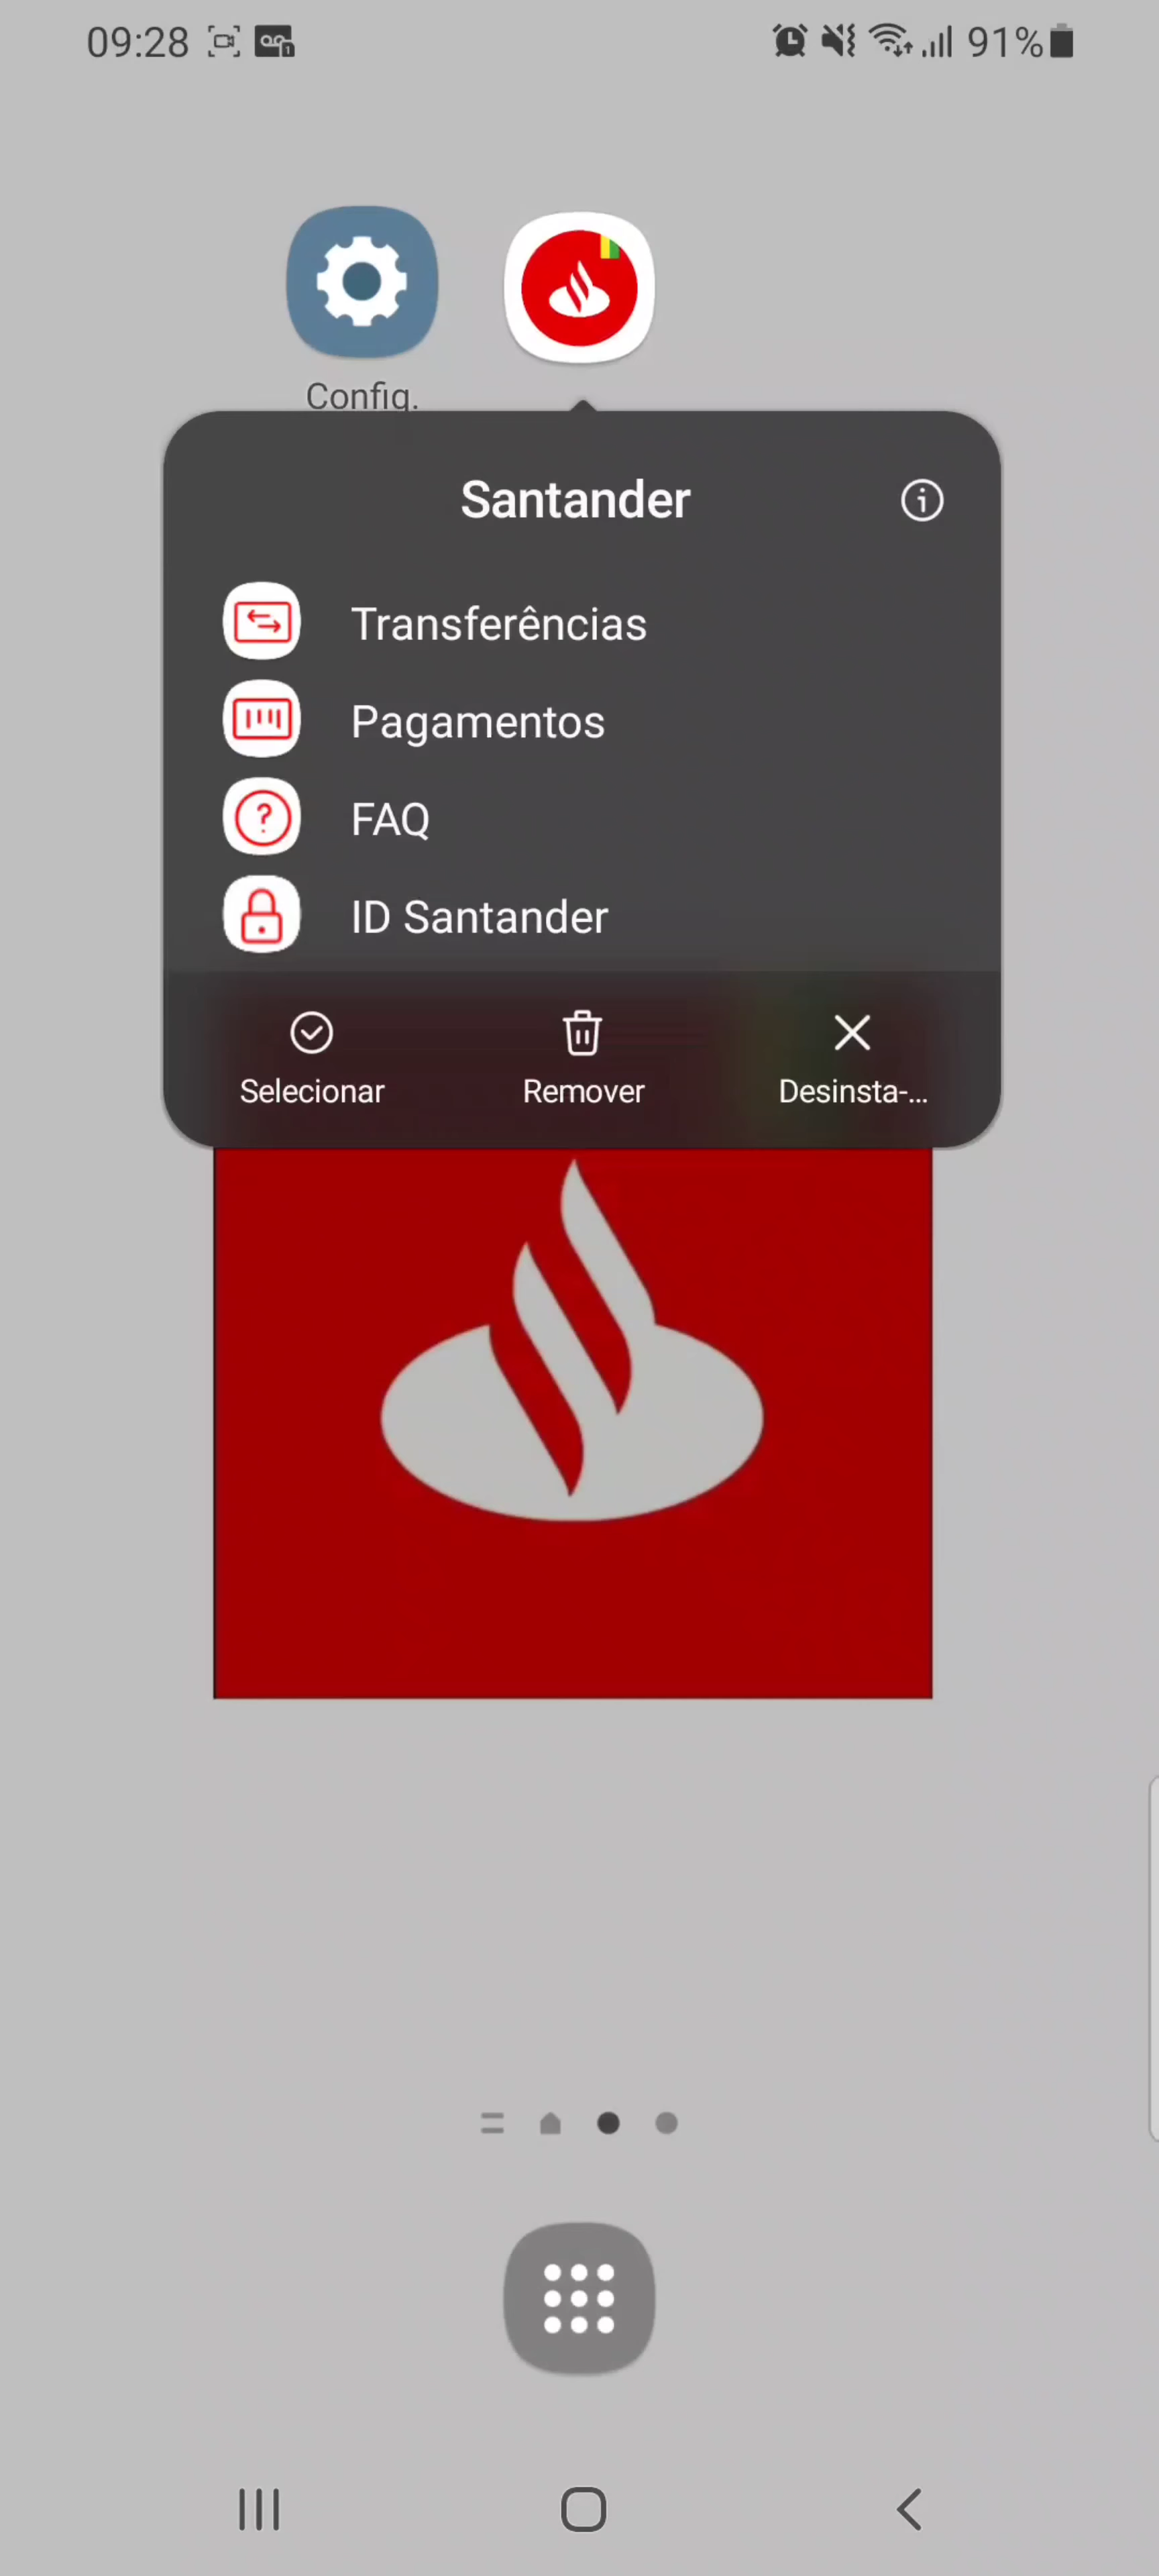 09:28 91%
Config.
Santander
Transferências
Pagamentos
FAQ
ID Santander
Selecionar Remover Desinsta-...